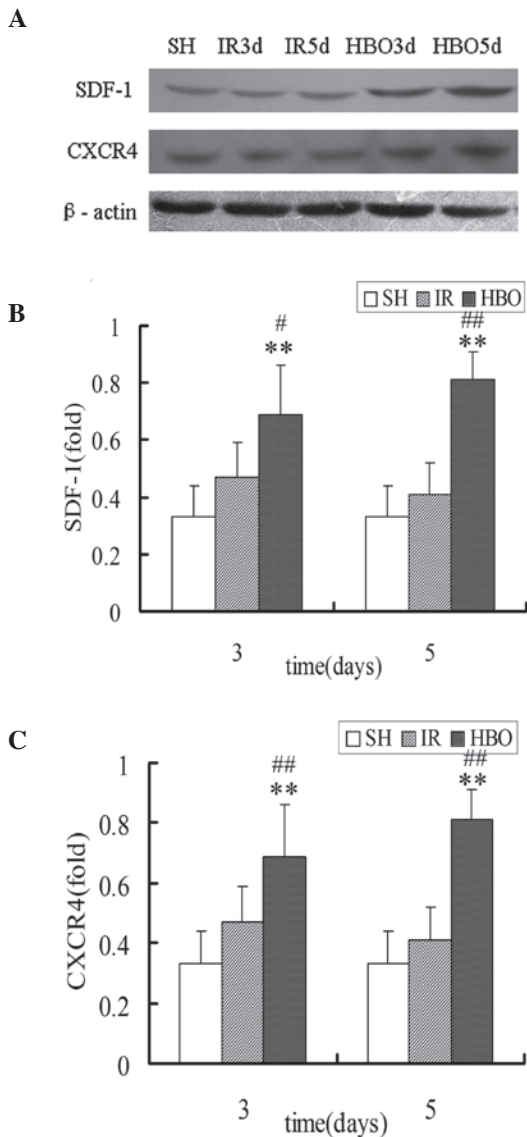 A
SH IR3d IR5d HBO3d HBO5d
SDF-1
CXCR4
β - actin
B
SH IR HBO
SDF-1(fold)
1
0.8
0.6
0.4
0.2
0
# **
## **
3 5
time(days)
C
SH IR HBO
CXCR4(fold)
1
0.8
0.6
0.4
0.2
0
## **
## **
3 5
time(days)